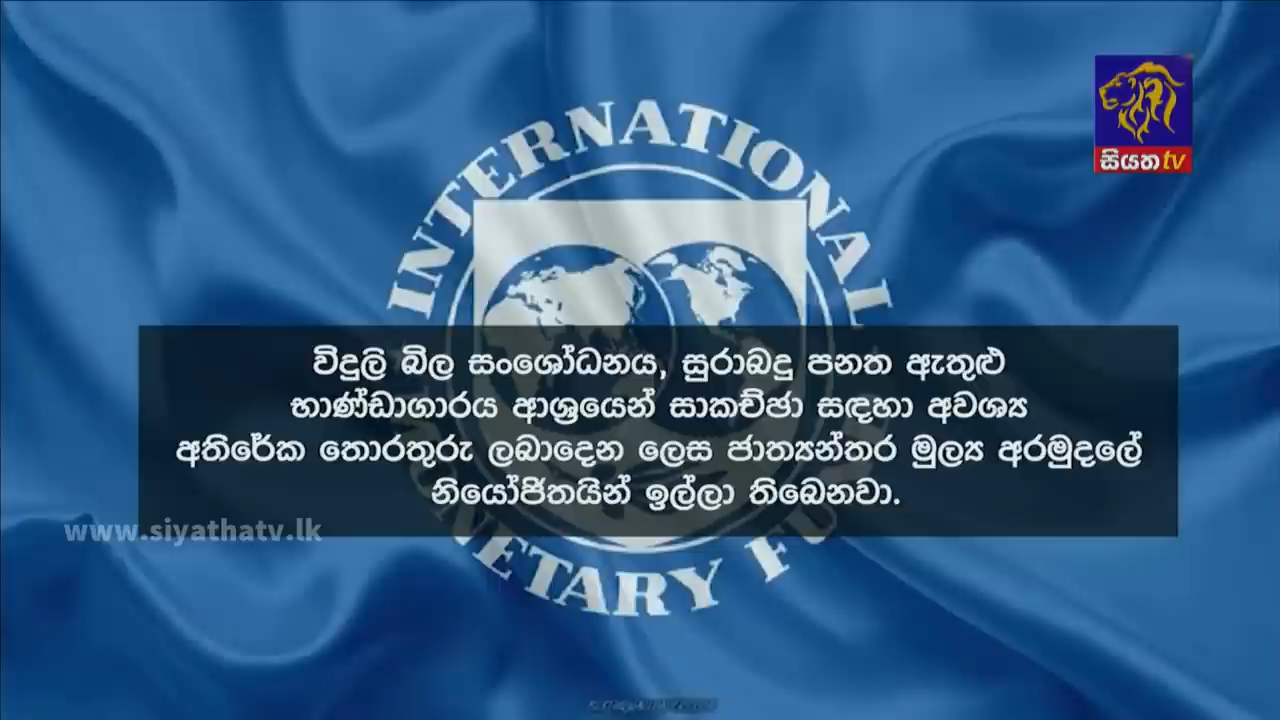 INTERNATIONAL
සියත tv
විදුලි බිල සංශෝධනය, සුරාබදු පනත ඇතුළු
භාණ්ඩාගාරය ආශ්‍රයෙන් සාකච්ඡා සඳහා අවශ්‍ය
අතිරේක තොරතුරු ලබාදෙන ලෙස ජාත්‍යන්තර මුල්‍ය අරමුදලේ
නියෝජිතයින් ඉල්ලා තිබෙනවා.
www.siyathatv.lk